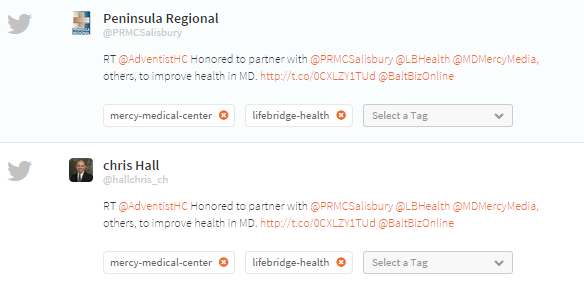 Peninsula Regional
@PRMCSalisbury
RT @AdventistHC Honored to partner with @PRMCSalisbury @LBHealth @MDMercyMedia,
others, to improve health in MD. http://t.co/0CXLZY1TUd @BaltBizOnline
mercy-medical-center lifebridge-health Select a Tag
chris Hall
@hallchris_ch
RT @AdventistHC Honored to partner with @PRMCSalisbury @LBHealth @MDMercyMedia,
others, to improve health in MD. http://t.co/0CXLZY1TUd @BaltBizOnline
mercy-medical-center lifebridge-health Select a Tag